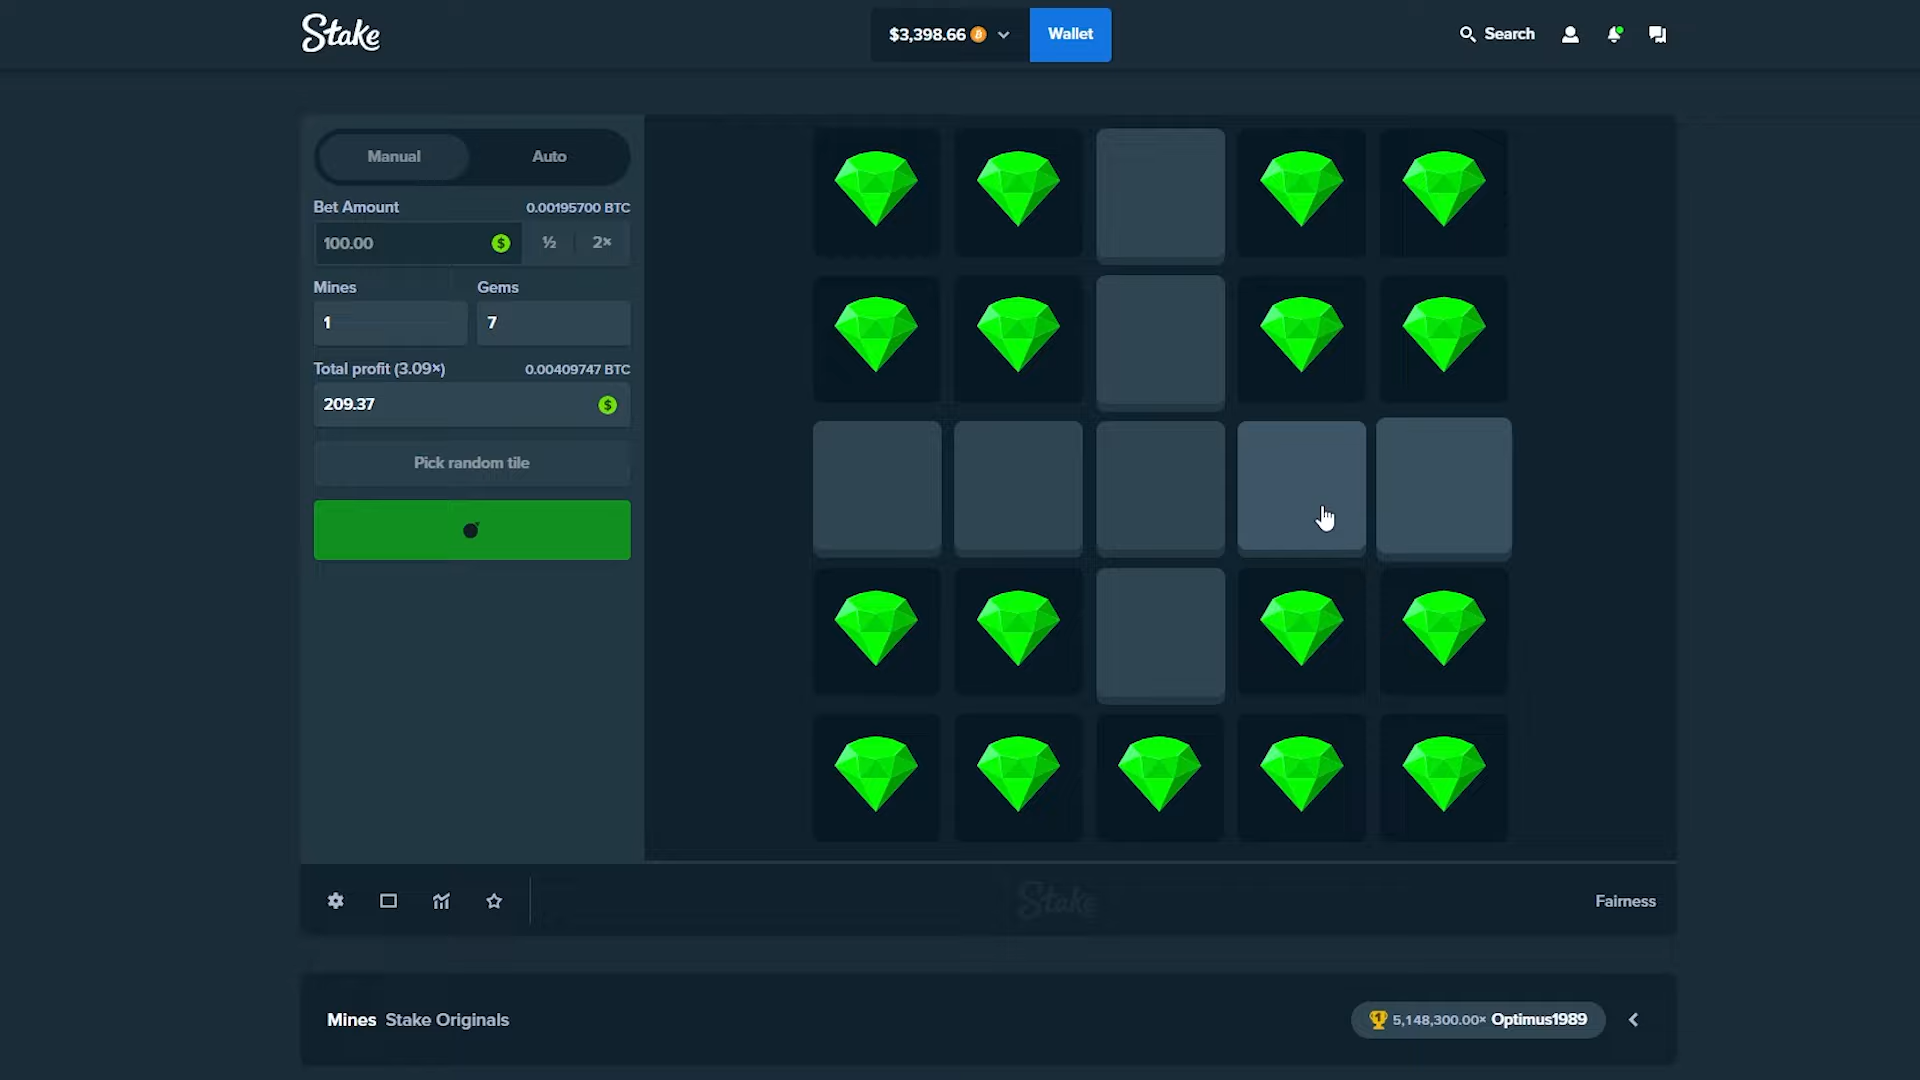 Stake
$3,398.66
Wallet
Search
Manual
Auto
Bet Amount
0.00195700 BTC
100.00
$
½
2×
Mines
Gems
1
7
Total profit (3.09×)
0.00409747 BTC
209.37
$
Pick random tile
Stake
Fairness
Mines Stake Originals
1 5,148,300.00× Optimus1989